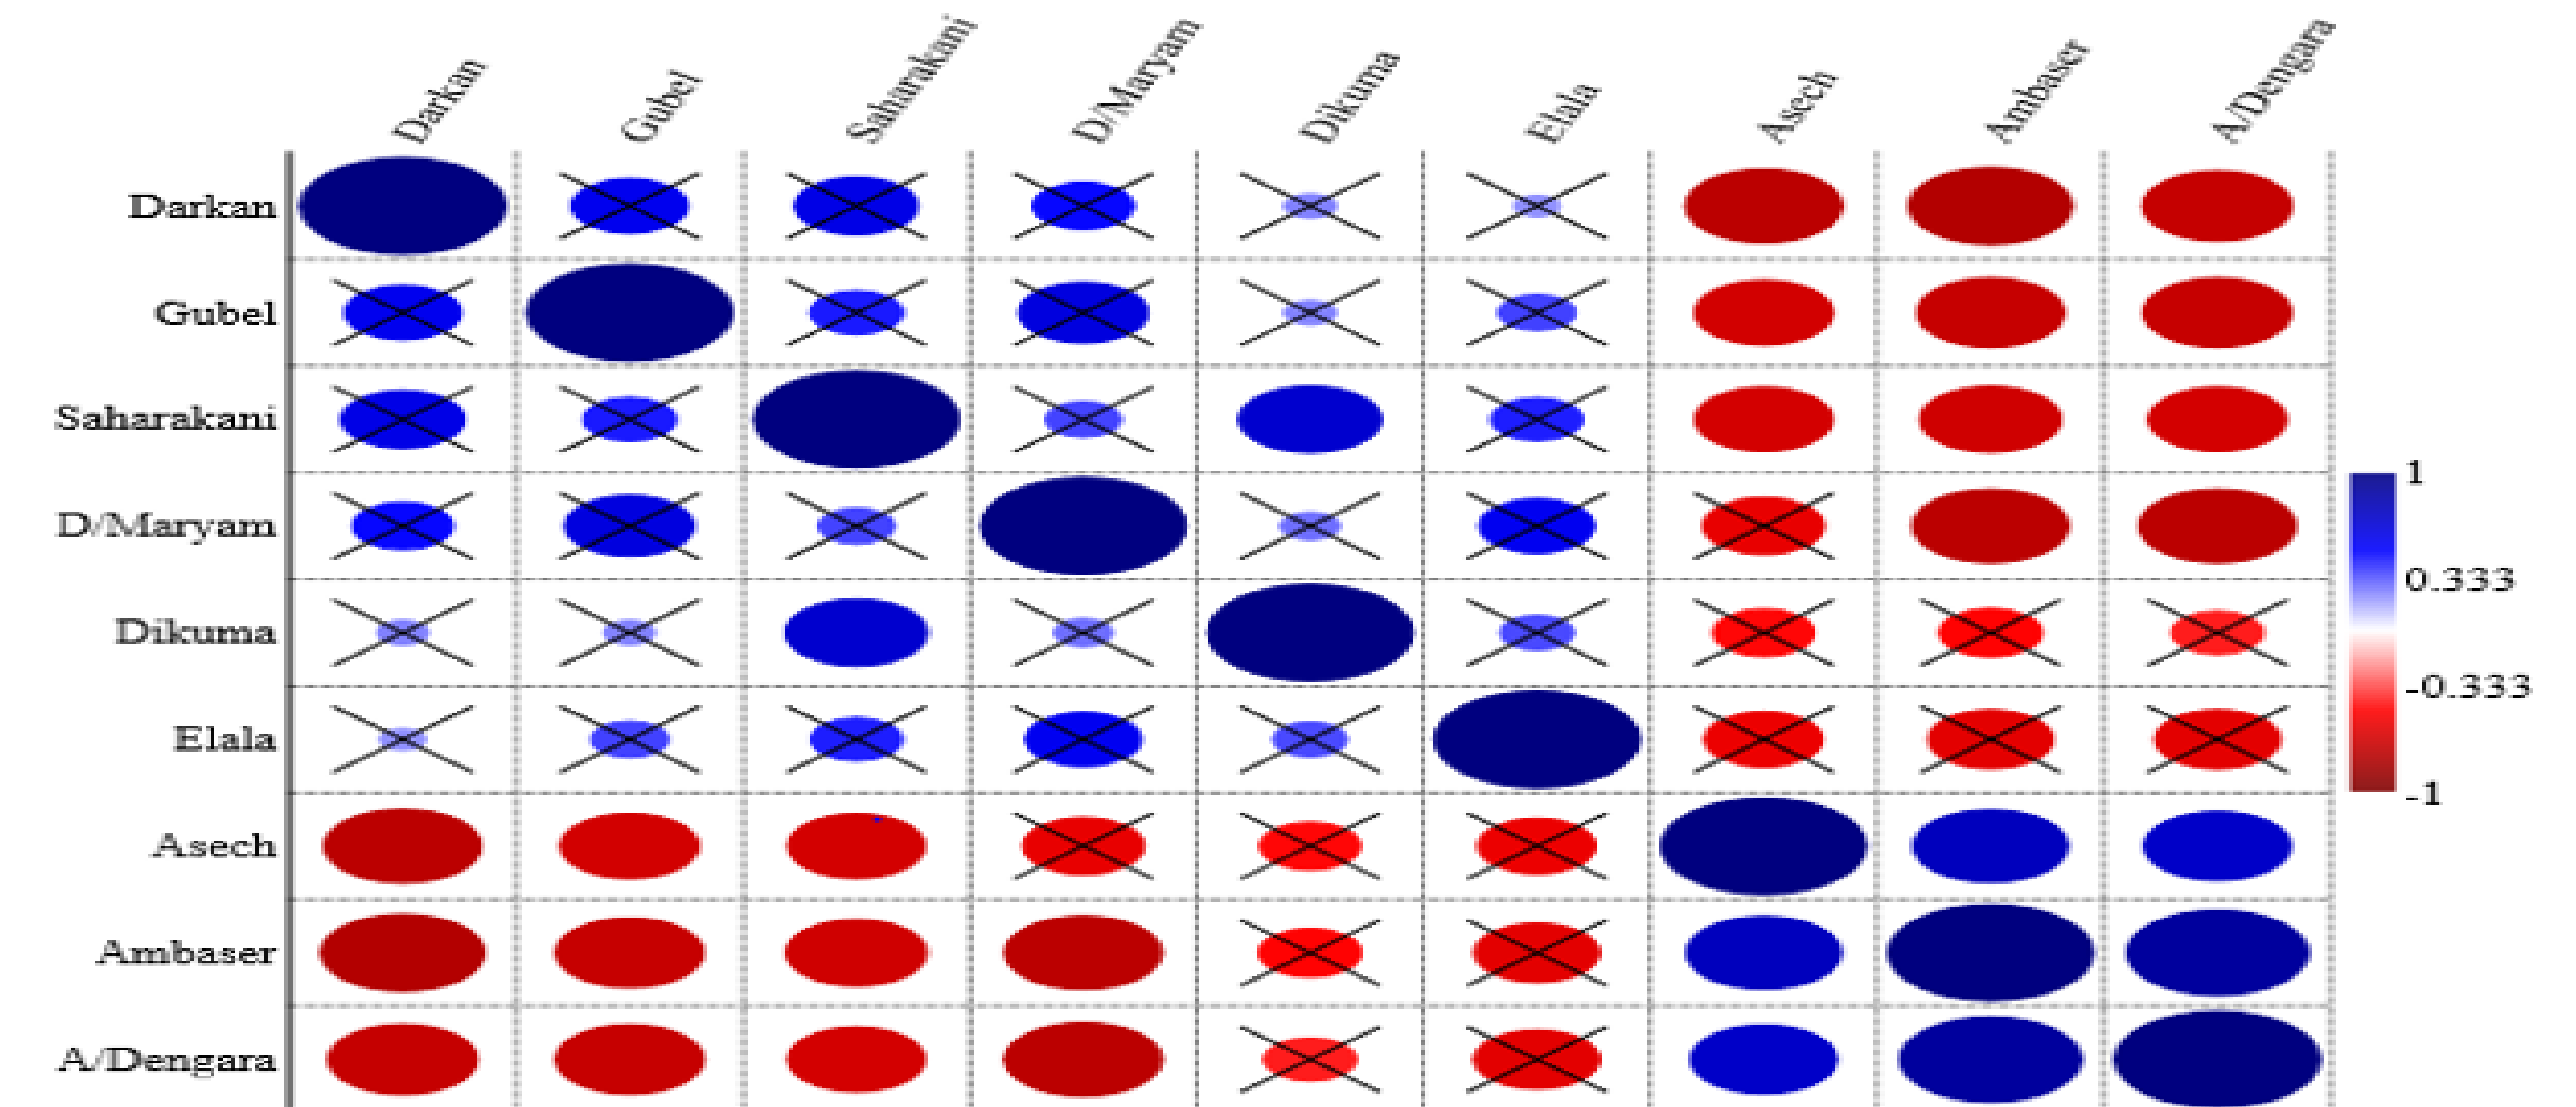 Darkan
Gubel
Saharakani
D/Maryam
Dikuma
Elala
Asech
Ambaser
A/Dengara
Darkan
Gubel
Saharakani
D/Maryam
Dikuma
Elala
Asech
Ambaser
A/Dengara
1
0.333
-0.333
-1